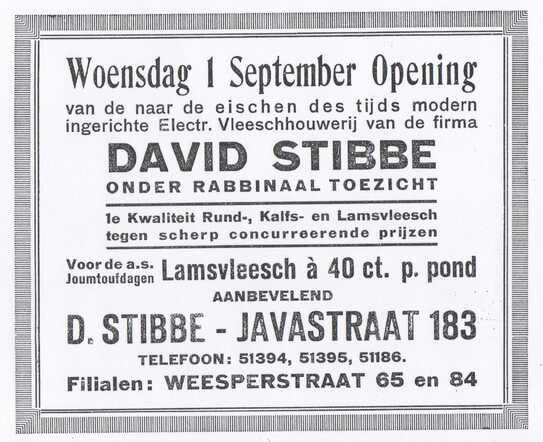 Woensdag 1 September Opening
van de naar de eischen des tijds modern
ingerichte Electr. Vleeschhouwerij van de firma
DAVID STIBBE
ONDER RABBINAAL TOEZICHT
1e Kwaliteit Rund-, Kalfs- en Lamsvleesch
tegen scherp concurreerende prijzen
Voor de a.s.
Joumtoufdagen Lamsvleesch à 40 ct. p. pond
AANBEVELEND
D. STIBBE - JAVASTRAAT 183
TELEFOON: 51394, 51395, 51186.
Filialen: WEESPERSTRAAT 65 en 84